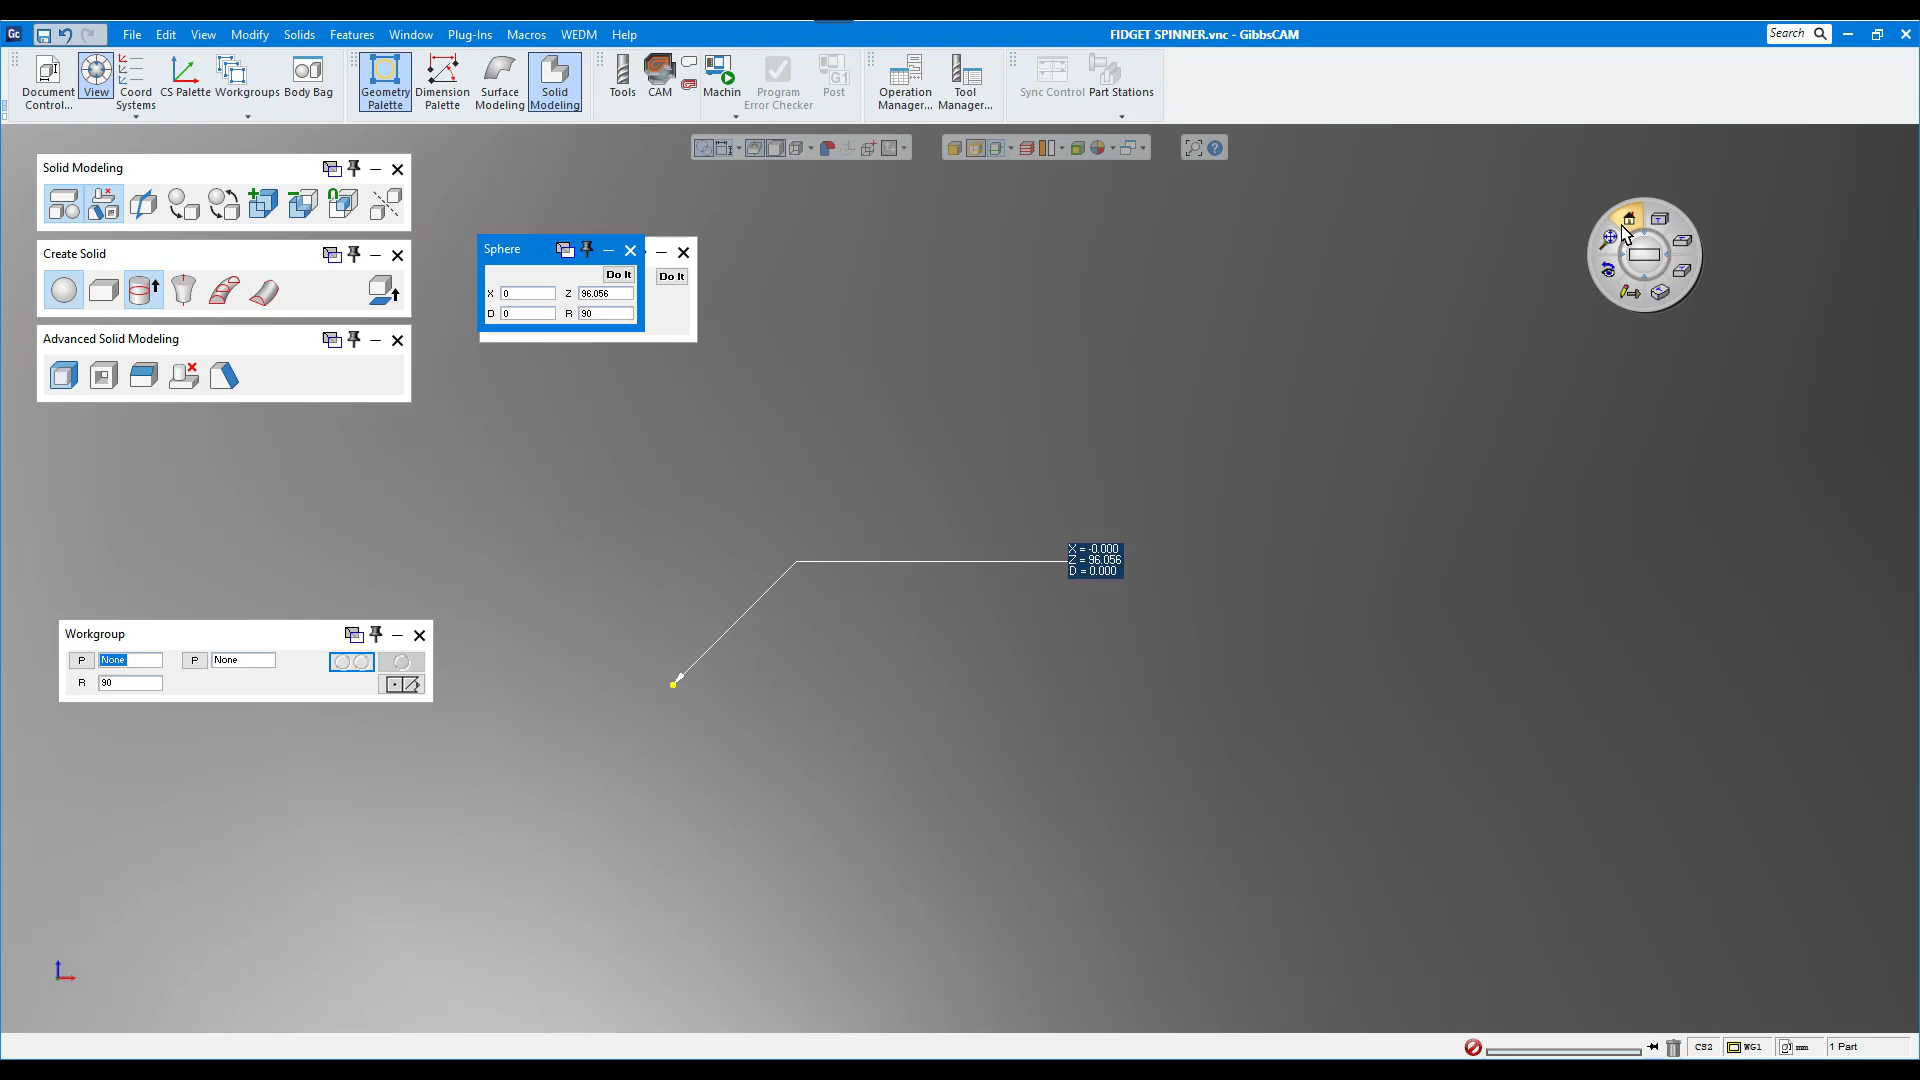 Gc
File Edit View Modify Solids Features Window Plug-Ins Macros WEDM Help
FIDGET SPINNER.vnc - GibbsCAM
Search
Document Control...
View
Coord Systems
CS Palette
Workgroups
Body Bag
Geometry Palette
Dimension Palette
Surface Modeling
Solid Modeling
Tools
CAM
Machin
Program Error Checker
G1
Post
Operation Manager...
Tool Manager...
Sync Control
Part Stations
Solid Modeling
Create Solid
Advanced Solid Modeling
Sphere
Do It
Do It
X 0 Z 96.056
D 0 R 90
X = -0.000
Z = 96.056
D = 0.000
Workgroup
P None P None
R 90
CS2
WG1
mm
1 Part